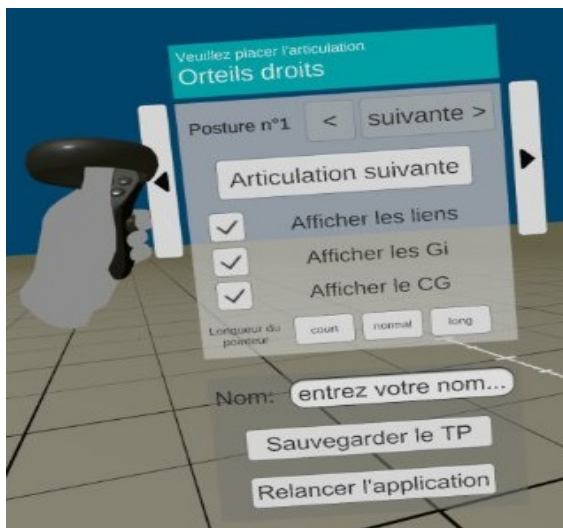 Veuillez placer l'articulation
Orteils droits
Posture n°1 < suivante >
Articulation suivante
Afficher les liens
Afficher les Gi
Afficher le CG
Longueur du
pointeur
court normal long
Nom: entrez votre nom...
Sauvegarder le TP
Relancer l'application